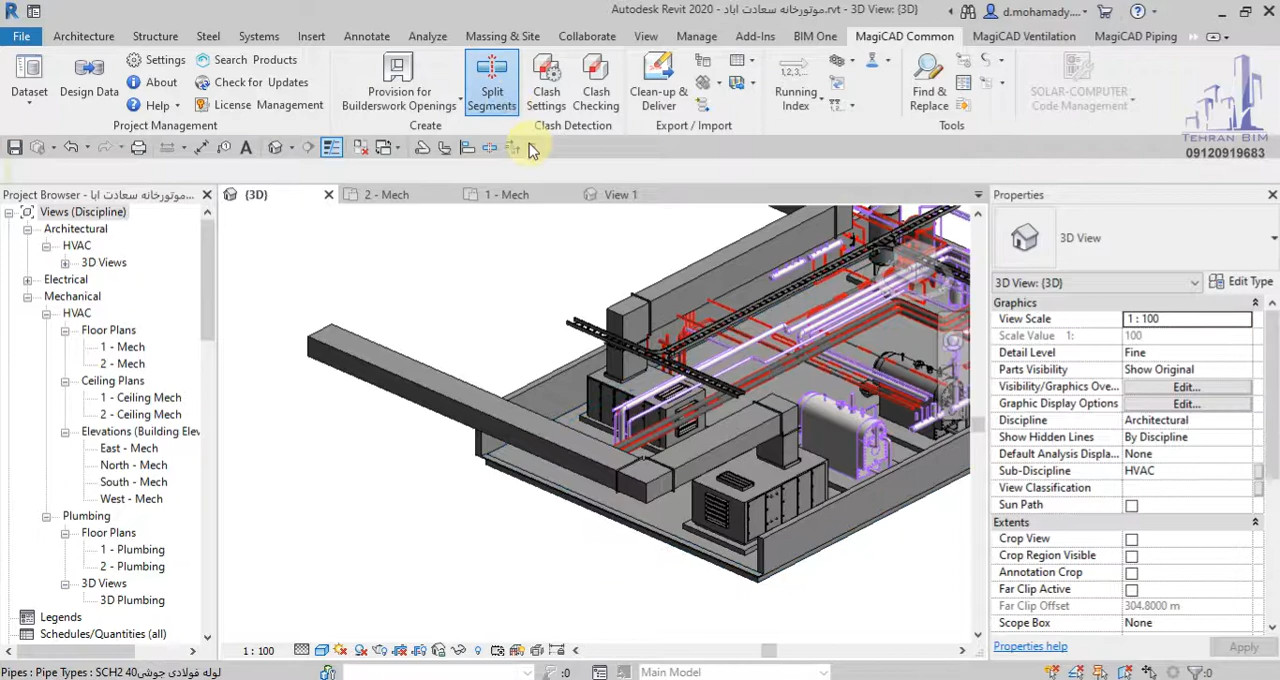 Autodesk Revit 2020 - موتورخانه سعادت اباد.rvt - 3D View: {3D}
d.mohamady....
File Architecture Structure Steel Systems Insert Annotate Analyze Massing & Site Collaborate View Manage Add-Ins BIM One MagiCAD Common MagiCAD Ventilation MagiCAD Piping
Dataset
Design Data
Settings
About
Help
Search Products
Check for Updates
License Management
Project Management
Provision for
Builderswork Openings
Split
Segments
Create
Clash
Settings
Clash
Checking
Clash Detection
Clean-up &
Deliver
Export / Import
Running
Index
Find &
Replace
Tools
SOLAR-COMPUTER
Code Management
TEHRAN BIM
09120919683
Project Browser - موتورخانه سعادت ابا...
{3D}
2 - Mech
1 - Mech
View 1
Views (Discipline)
Architectural
HVAC
3D Views
Electrical
Mechanical
HVAC
Floor Plans
1 - Mech
2 - Mech
Ceiling Plans
1 - Ceiling Mech
2 - Ceiling Mech
Elevations (Building Elev
East - Mech
North - Mech
South - Mech
West - Mech
Plumbing
Floor Plans
1 - Plumbing
2 - Plumbing
3D Views
3D Plumbing
Legends
Schedules/Quantities (all)
Properties
3D View
3D View: {3D}
Edit Type
Graphics
View Scale 1 : 100
Scale Value 1: 100
Detail Level Fine
Parts Visibility Show Original
Visibility/Graphics Ove... Edit...
Graphic Display Options Edit...
Discipline Architectural
Show Hidden Lines By Discipline
Default Analysis Displa... None
Sub-Discipline HVAC
View Classification
Sun Path
Extents
Crop View
Crop Region Visible
Annotation Crop
Far Clip Active
Far Clip Offset 304.8000 m
Scope Box None
Properties help
Apply
1 : 100
Pipes : Pipe Types : SCH40 لوله فولادی جوشی2
:0
Main Model
:0